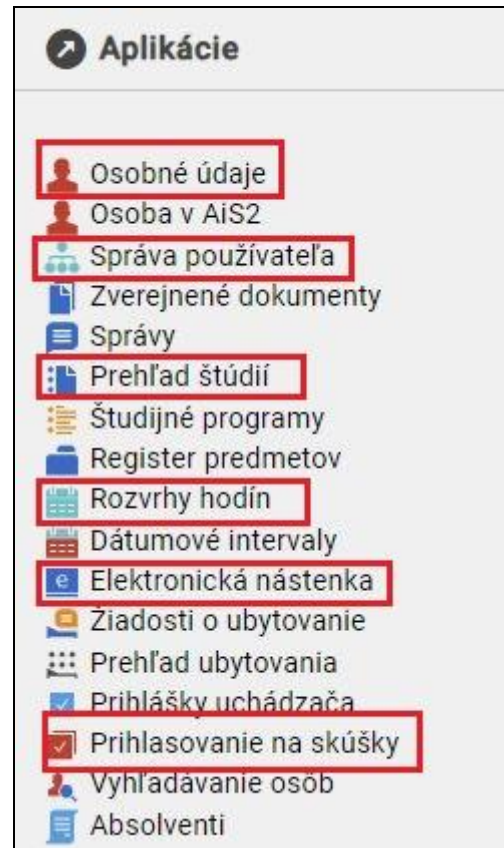 Aplikácie
Osobné údaje
Osoba v AiS2
Správa používateľa
Zverejnené dokumenty
Správy
Prehľad štúdií
Študijné programy
Register predmetov
Rozvrhy hodín
Dátumové intervaly
e Elektronická nástenka
Žiadosti o ubytovanie
Prehľad ubytovania
Prihlášky uchádzača
Prihlasovanie na skúšky
Vyhľadávanie osôb
Absolventi